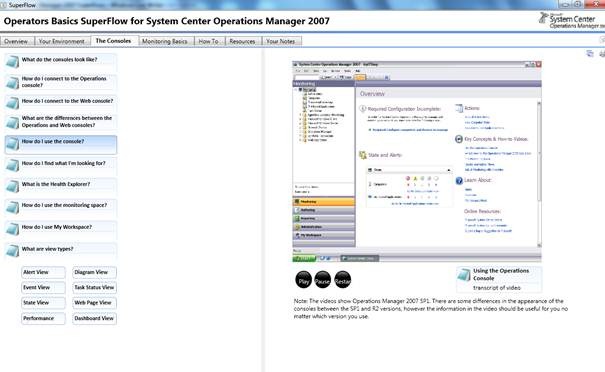 SuperFlow
Operators Basics SuperFlow for System Center Operations Manager 2007
System Center
Operations Manager
Overview
Your Environment
The Consoles
Monitoring Basics
How To
Resources
Your Notes
What do the consoles look like?
How do I connect to the Operations
console?
How do I connect to the Web console?
What are the differences between the
Operations and Web consoles?
How do I use the console?
How do I find what I'm looking for?
What is the Health Explorer?
How do I use the monitoring space?
How do I use My Workspace?
What are view types?
Alert View
Diagram View
Event View
Task Status View
State View
Web Page View
Performance
Dashboard View
Monitoring
Overview
Required Configuration Incomplete:
Actions:
Key Concepts & How-to Videos:
State and Alerts:
Learn About:
Online Resources:
Monitoring
Authoring
Reporting
Administration
My Workspace
Play
Pause
Restar
Using the Operations
Console
transcript of video
Note: The videos show Operations Manager 2007 SP1. There are some differences in the appearance of the
consoles between the SP1 and R2 versions, however the information in the video should be useful for you no
matter which version you use.